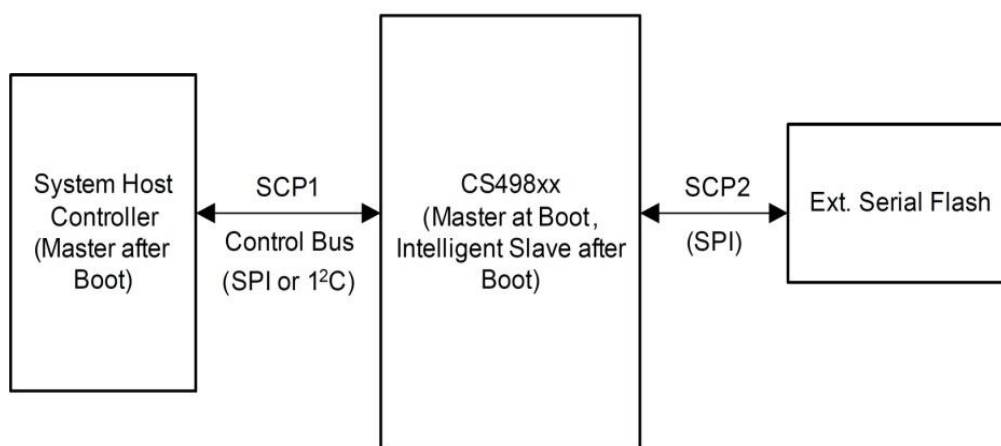 System Host
Controller
(Master after
Boot)
SCP1
Control Bus
(SPI or 1²C)
CS498xx
(Master at Boot,
Intelligent Slave after
Boot)
SCP2
(SPI)
Ext. Serial Flash